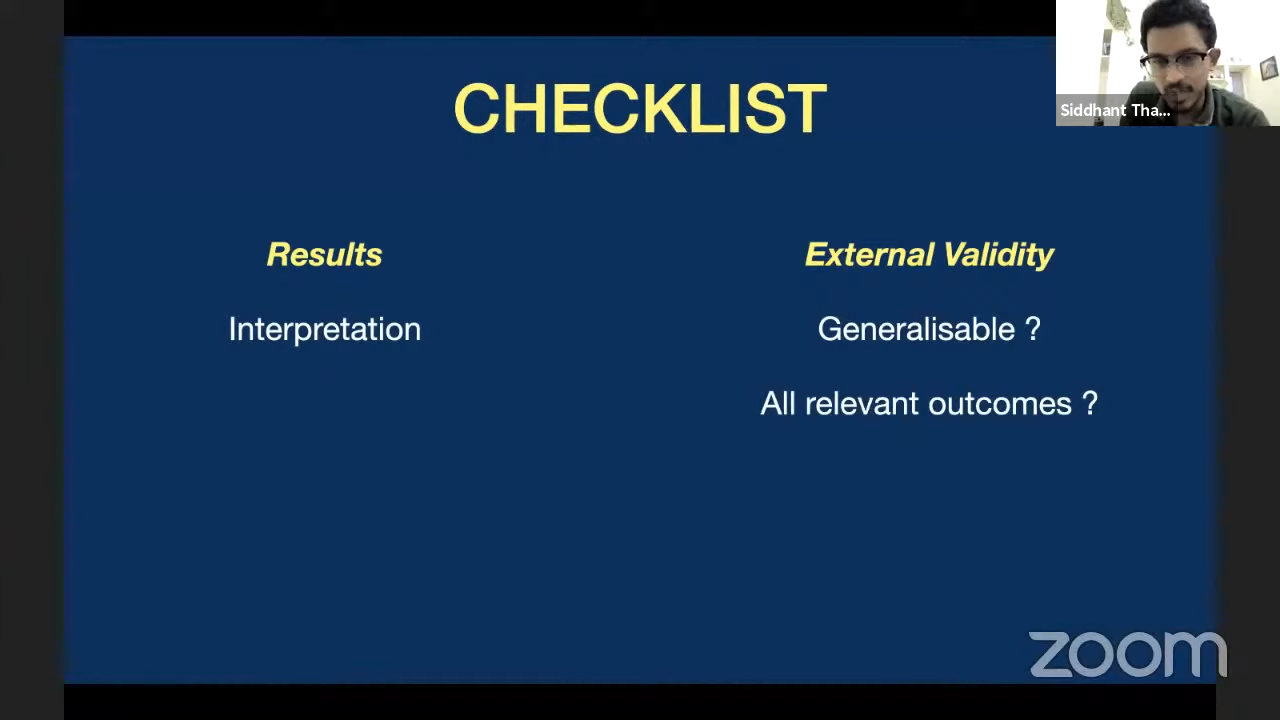 CHECKLIST
Siddhant Tha...
Results
Interpretation
External Validity
Generalisable ?
All relevant outcomes ?
zoom